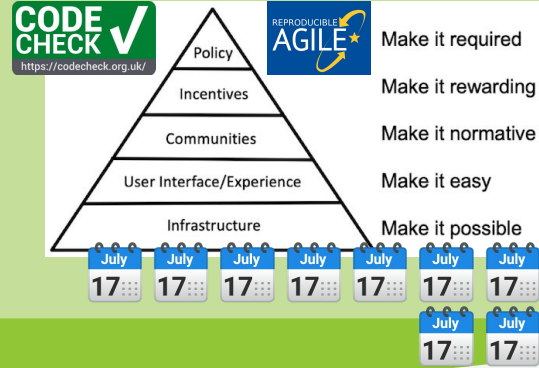 CODE
CHECK
https://codecheck.org.uk/
REPRODUCIBLE
AGILE
Policy
Make it required
Incentives
Make it rewarding
Communities
Make it normative
User Interface/Experience
Make it easy
Infrastructure
Make it possible
July July July July July July July
17 17 17 17 17 17 17
July July
17 17